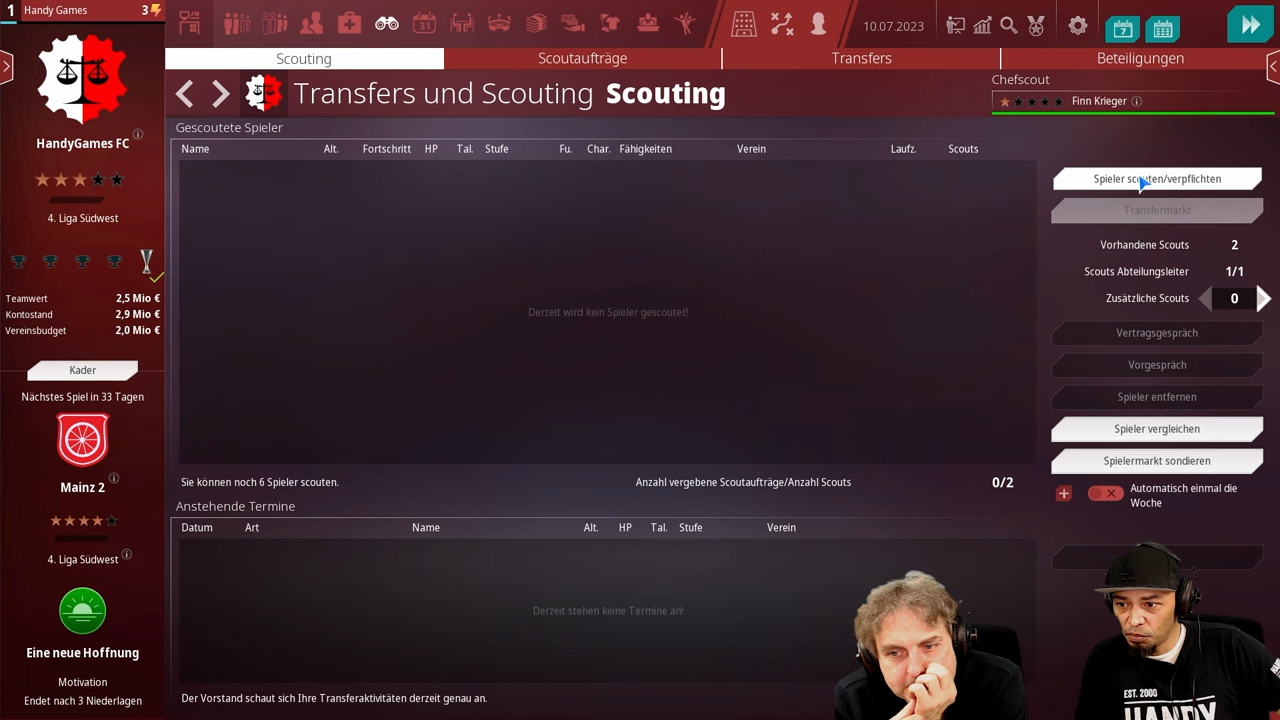 1 Handy Games 3
31
10.07.2023
7
HandyGames FC
4. Liga Südwest
Teamwert 2,5 Mio €
Kontostand 2,9 Mio €
Vereinsbudget 2,0 Mio €
Kader
Nächstes Spiel in 33 Tagen
Mainz 2
4. Liga Südwest
Eine neue Hoffnung
Motivation
Endet nach 3 Niederlagen
Scouting Scoutaufträge Transfers Beteiligungen
Transfers und Scouting Scouting
Chefscout
Finn Krieger
Gescoutete Spieler
Name Alt. Fortschritt HP Tal. Stufe Fu. Char. Fähigkeiten Verein Laufz. Scouts
Derzeit wird kein Spieler gescoutet!
Sie können noch 6 Spieler scouten. Anzahl vergebene Scoutaufträge/Anzahl Scouts 0/2
Anstehende Termine
Datum Art Name Alt. HP Tal. Stufe Verein
Derzeit stehen keine Termine an!
Der Vorstand schaut sich Ihre Transferaktivitäten derzeit genau an.
Spieler scouten/verpflichten
Transfermarkt
Vorhandene Scouts 2
Scouts Abteilungsleiter 1/1
Zusätzliche Scouts 0
Vertragsgespräch
Vorgespräch
Spieler entfernen
Spieler vergleichen
Spielermarkt sondieren
Automatisch einmal die
Woche
EST. 2000
HANDY